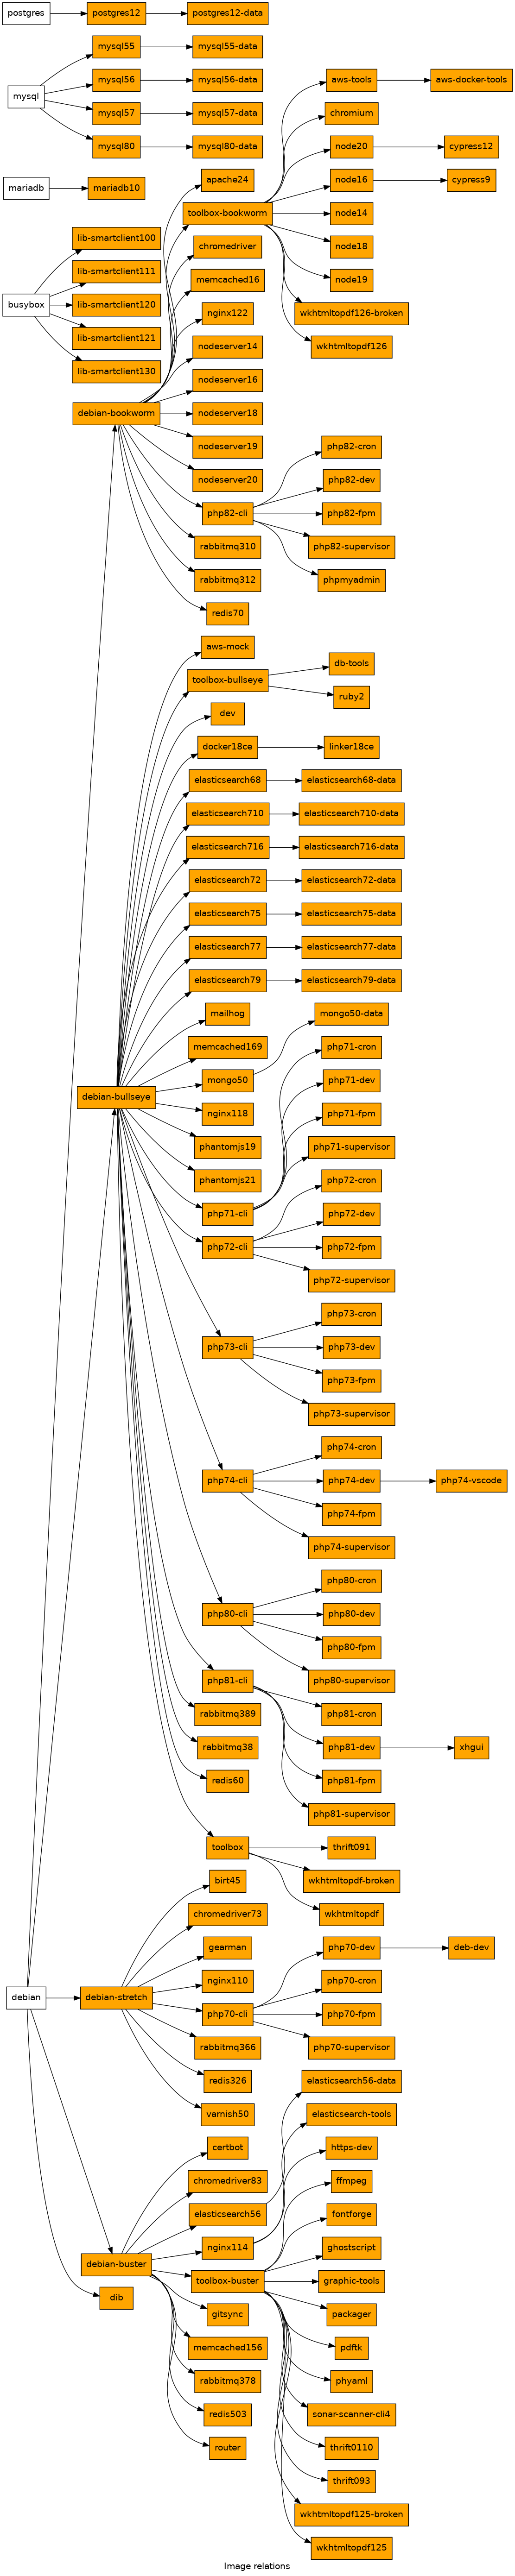 postgres
postgres12
postgres12-data
mysql55
mysql55-data
mysql
mysql56
mysql56-data
aws-tools
aws-docker-tools
mysql57
mysql57-data
chromium
mysql80
mysql80-data
node20
cypress12
mariadb
mariadb10
apache24
node16
cypress9
toolbox-bookworm
node14
lib-smartclient100
chromedriver
node18
lib-smartclient111
memcached16
node19
busybox
lib-smartclient120
nginx122
wkhtmltopdf126-broken
lib-smartclient121
nodeserver14
wkhtmltopdf126
lib-smartclient130
nodeserver16
debian-bookworm
nodeserver18
nodeserver19
php82-cron
nodeserver20
php82-dev
php82-cli
php82-fpm
rabbitmq310
php82-supervisor
rabbitmq312
phpmyadmin
redis70
aws-mock
db-tools
toolbox-bullseye
ruby2
dev
docker18ce
linker18ce
elasticsearch68
elasticsearch68-data
elasticsearch710
elasticsearch710-data
elasticsearch716
elasticsearch716-data
elasticsearch72
elasticsearch72-data
elasticsearch75
elasticsearch75-data
elasticsearch77
elasticsearch77-data
elasticsearch79
elasticsearch79-data
mailhog
mongo50-data
memcached169
php71-cron
debian-bullseye
mongo50
php71-dev
nginx118
php71-fpm
phantomjs19
php71-supervisor
phantomjs21
php72-cron
php71-cli
php72-dev
php72-cli
php72-fpm
php72-supervisor
php73-cron
php73-cli
php73-dev
php73-fpm
php73-supervisor
php74-cron
php74-cli
php74-dev
php74-vscode
php74-fpm
php74-supervisor
php80-cron
php80-cli
php80-dev
php80-fpm
php80-supervisor
php81-cli
rabbitmq389
php81-cron
rabbitmq38
php81-dev
xhgui
redis60
php81-fpm
php81-supervisor
toolbox
thrift091
birt45
wkhtmltopdf-broken
chromedriver73
wkhtmltopdf
gearman
php70-dev
deb-dev
debian
debian-stretch
nginx110
php70-cron
php70-cli
php70-fpm
rabbitmq366
php70-supervisor
redis326
elasticsearch56-data
varnish50
elasticsearch-tools
certbot
https-dev
chromedriver83
ffmpeg
elasticsearch56
fontforge
nginx114
ghostscript
debian-buster
toolbox-buster
graphic-tools
dib
gitsync
packager
memcached156
pdftk
rabbitmq378
phyaml
redis503
sonar-scanner-cli4
router
thrift0110
thrift093
wkhtmltopdf125-broken
wkhtmltopdf125
Image relations